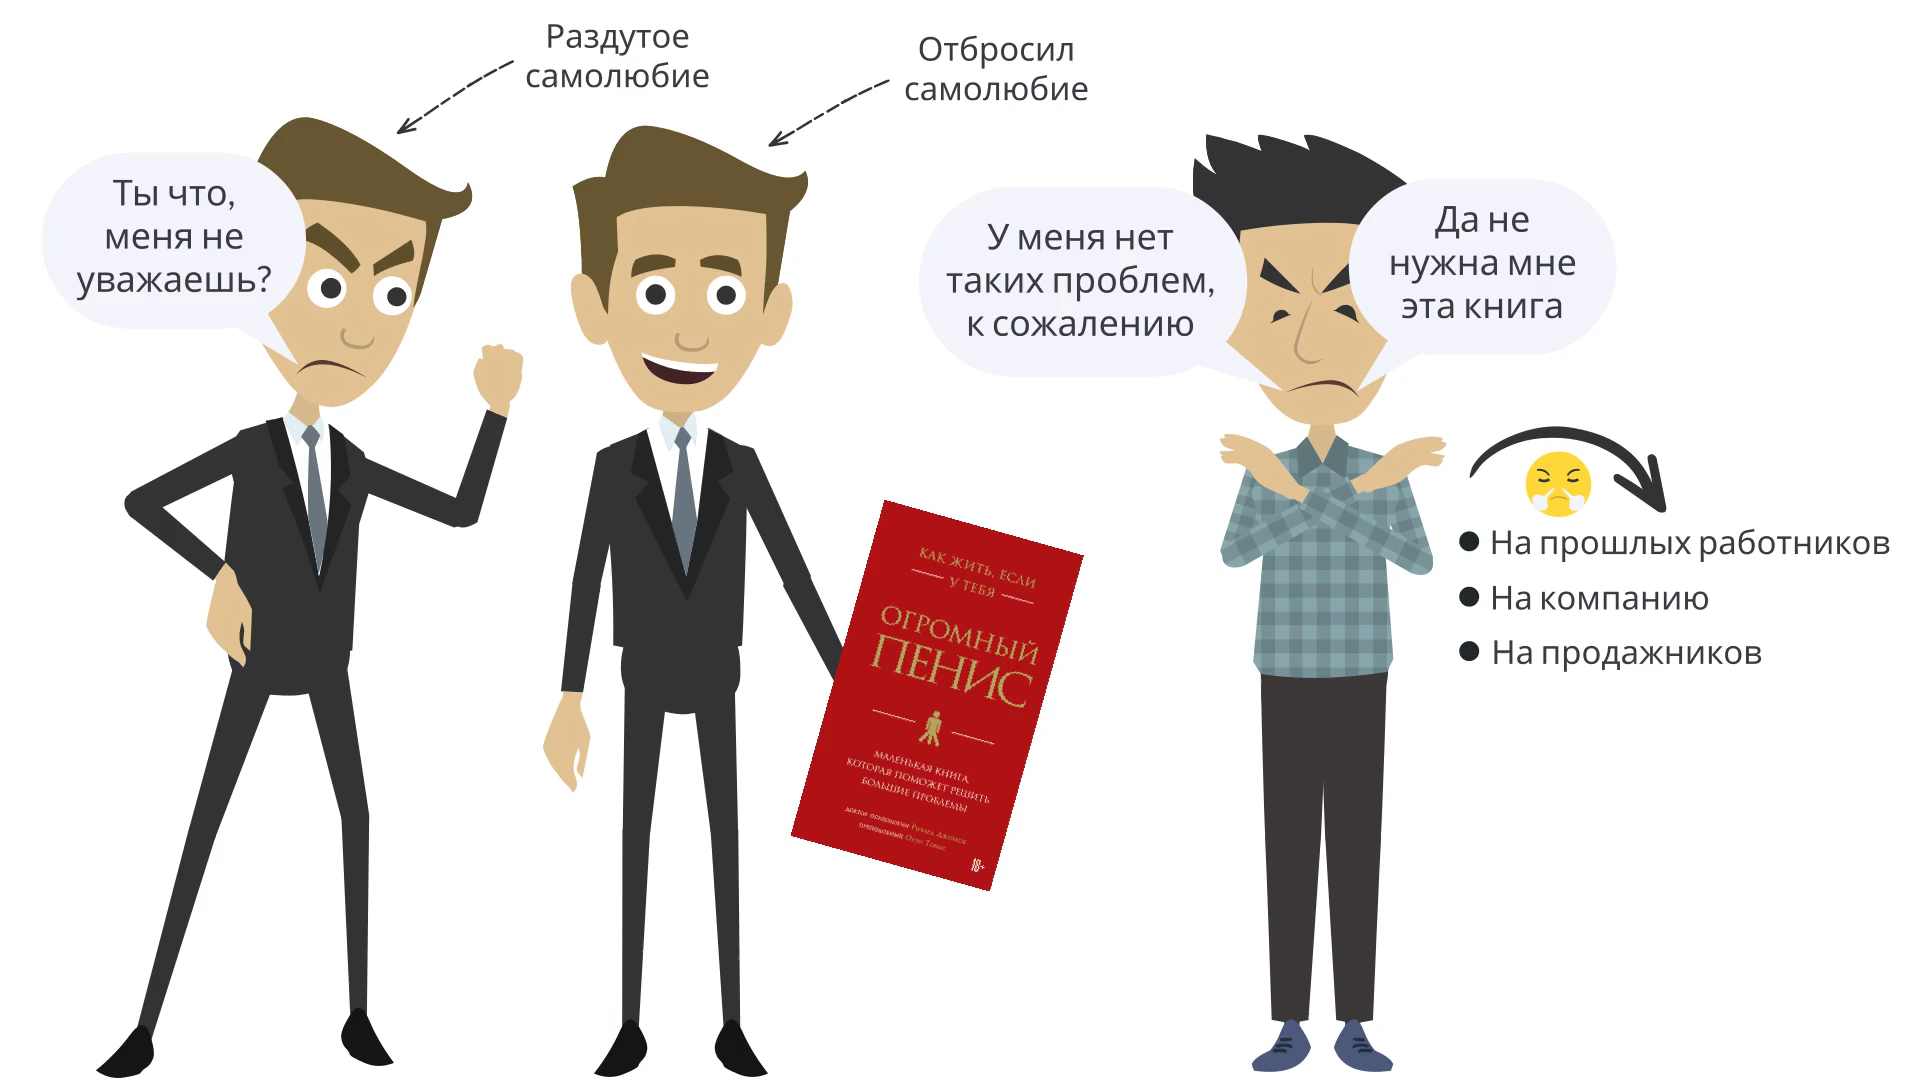 Раздутое
самолюбие
Отбросил
самолюбие
Ты что,
меня не
уважаешь?
У меня нет
таких проблем,
к сожалению
Да не
нужна мне
эта книга
На прошлых работников
На компанию
На продажников
КАК ЖИТЬ, ЕСЛИ
У ТЕБЯ
ОГРОМНЫЙ
ПЕНИС
МАЛЕНЬКАЯ КНИГА,
КОТОРАЯ ПОМОЖЕТ РЕШИТЬ
БОЛЬШИЕ ПРОБЛЕМЫ
18+